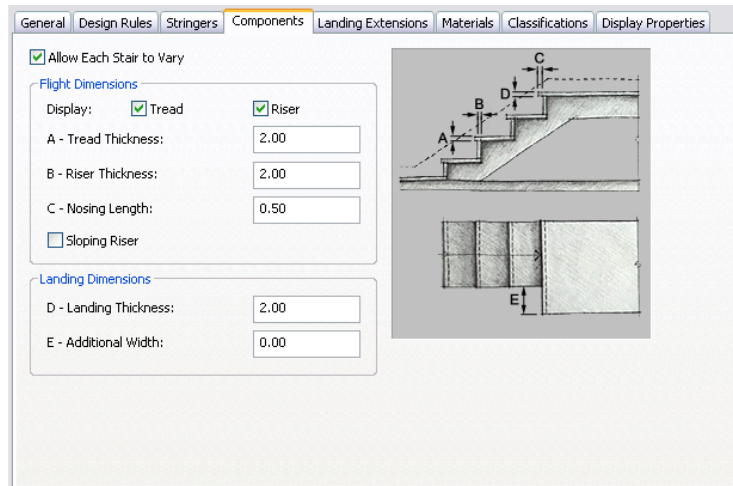 General Design Rules Stringers Components Landing Extensions Materials Classifications Display Properties
Allow Each Stair to Vary
Flight Dimensions
Display: Tread Riser
A - Tread Thickness: 2.00
B - Riser Thickness: 2.00
C - Nosing Length: 0.50
Sloping Riser
Landing Dimensions
D - Landing Thickness: 2.00
E - Additional Width: 0.00
C
D
B
A
E